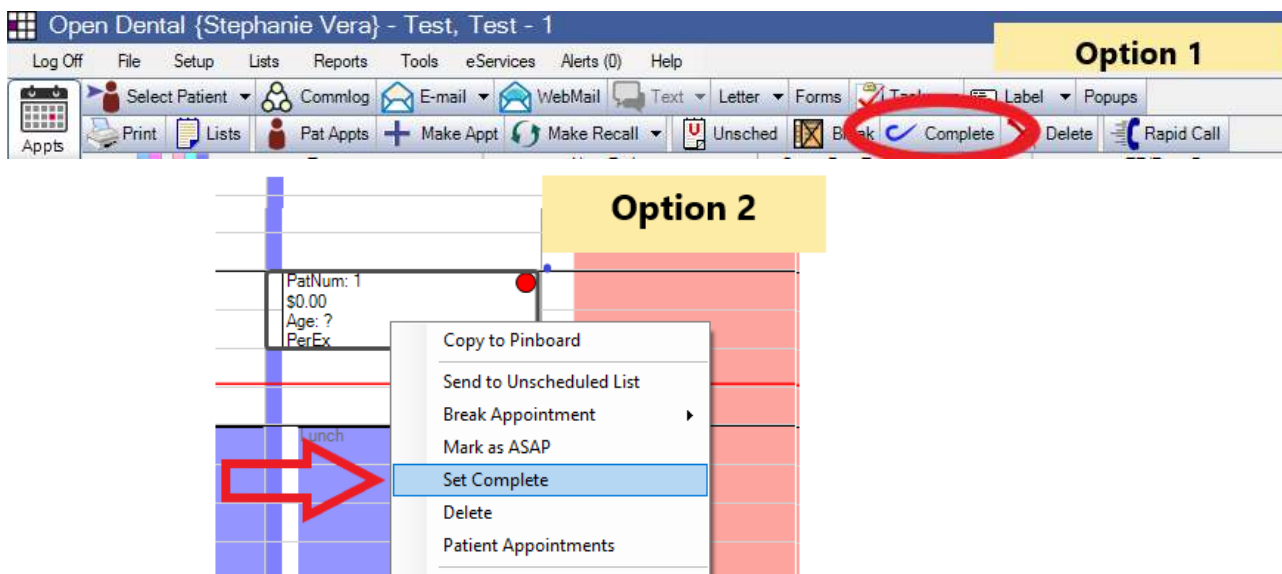 Open Dental {Stephanie Vera} - Test, Test - 1
Option 1
Log Off File Setup Lists Reports Tools eServices Alerts (0) Help
Select Patient Commlog E-mail WebMail Text Letter Forms Label Popups
Appts Print Lists Pat Appts Make Appt Make Recall Unsched Complete Delete Rapid Call
Option 2
PatNum: 1
$0.00
Age: ?
PerEx
Copy to Pinboard
Send to Unscheduled List
Break Appointment
Mark as ASAP
Lunch
Set Complete
Delete
Patient Appointments